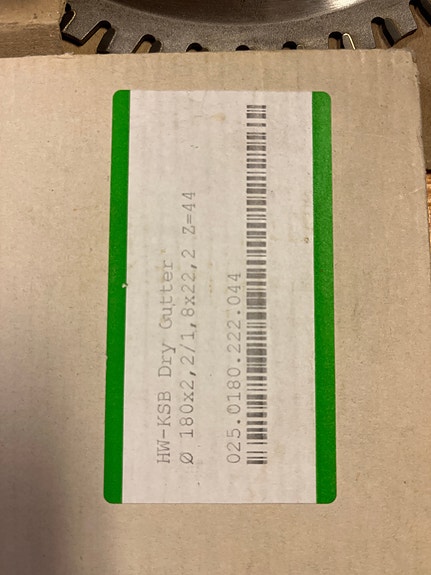 HW-KSB Dry Cutter
Ø 180x2,2/1,8x22,2 Z=44
025.0180.222.044